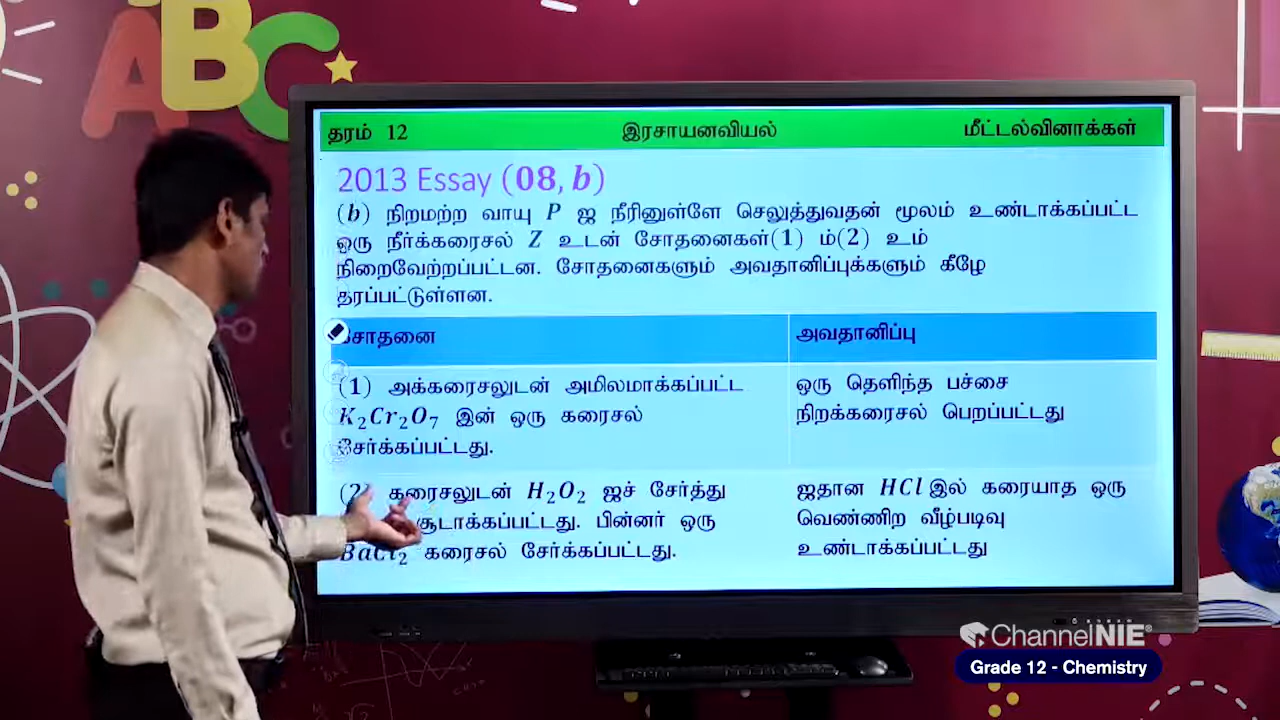 ABC
தரம் 12 இரசாயனவியல் மீட்டல்வினாக்கள்
2013 Essay (08, b)
(b) நிறமற்ற வாயு P ஐ நீரினுள்ளே செலுத்துவதன் மூலம் உண்டாக்கப்பட்ட
ஒரு நீர்க்கரைசல் Z உடன் சோதனைகள்(1) ம்(2) உம்
நிறைவேற்றப்பட்டன. சோதனைகளும் அவதானிப்புக்களும் கீழே
தரப்பட்டுள்ளன.
சோதனை அவதானிப்பு
(1) அக்கரைசலுடன் அமிலமாக்கப்பட்ட
K₂Cr₂O₇ இன் ஒரு கரைசல்
சேர்க்கப்பட்டது.
ஒரு தெளிந்த பச்சை
நிறக்கரைசல் பெறப்பட்டது
(2) கரைசலுடன் H₂O₂ ஐச் சேர்த்து
சூடாக்கப்பட்டது. பின்னர் ஒரு
BaCl₂ கரைசல் சேர்க்கப்பட்டது.
ஐதான HCl இல் கரையாத ஒரு
வெண்ணிற வீழ்படிவு
உண்டாக்கப்பட்டது
ChannelNIE®
Grade 12 - Chemistry